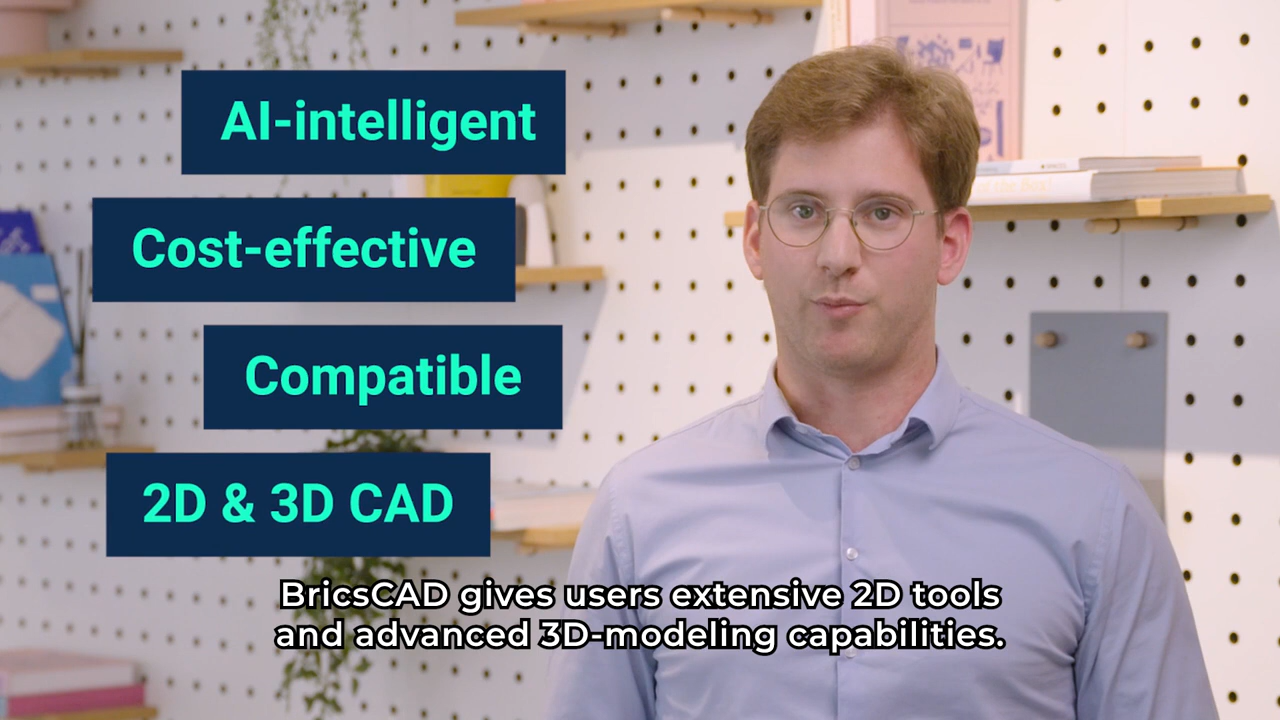 AI-intelligent
Cost-effective
Compatible
2D & 3D CAD
BricsCAD gives users extensive 2D tools
and advanced 3D-modeling capabilities.